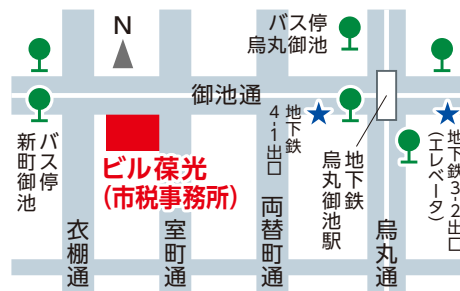 N
バス停
烏丸御池
御池通
バス停
新町御池
地下鉄
4-1出口
地下鉄
烏丸御池駅
地下鉄3-2出口
(エレベータ)
ビル葆光
(市税事務所)
衣棚通
室町通
両替町通
烏丸通